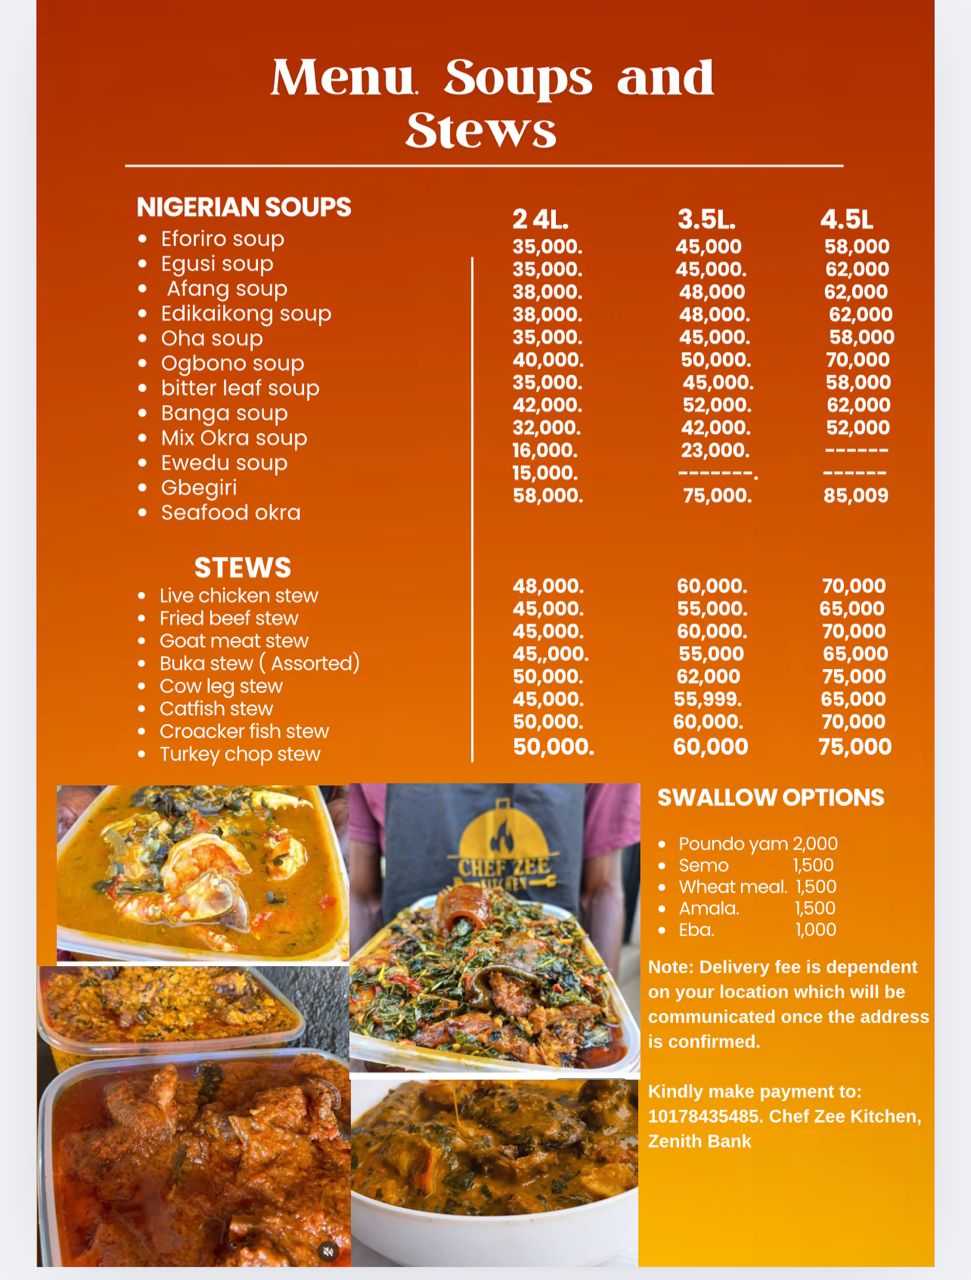 Menu. Soups and
Stews
NIGERIAN SOUPS
2 4L. 3.5L. 4.5L
• Eforiro soup 35,000. 45,000 58,000
• Egusi soup 35,000. 45,000. 62,000
• Afang soup 38,000. 48,000 62,000
• Edikaikong soup 38,000. 48,000. 62,000
• Oha soup 35,000. 45,000. 58,000
• Ogbono soup 40,000. 50,000. 70,000
• bitter leaf soup 35,000. 45,000. 58,000
• Banga soup 42,000. 52,000. 62,000
• Mix Okra soup 32,000. 42,000. 52,000
• Ewedu soup 16,000. 23,000. ------
• Gbegiri 15,000. -------. ------
• Seafood okra 58,000. 75,000. 85,009
STEWS
• Live chicken stew 48,000. 60,000. 70,000
• Fried beef stew 45,000. 55,000. 65,000
• Goat meat stew 45,000. 60,000. 70,000
• Buka stew ( Assorted) 45,,000. 55,000 65,000
• Cow leg stew 50,000. 62,000 75,000
• Catfish stew 45,000. 55,999. 65,000
• Croacker fish stew 50,000. 60,000. 70,000
• Turkey chop stew 50,000. 60,000 75,000
CHEF ZEE
KITCHEN
SWALLOW OPTIONS
• Poundo yam 2,000
• Semo 1,500
• Wheat meal. 1,500
• Amala. 1,500
• Eba. 1,000
Note: Delivery fee is dependent
on your location which will be
communicated once the address
is confirmed.
Kindly make payment to:
10178435485. Chef Zee Kitchen,
Zenith Bank